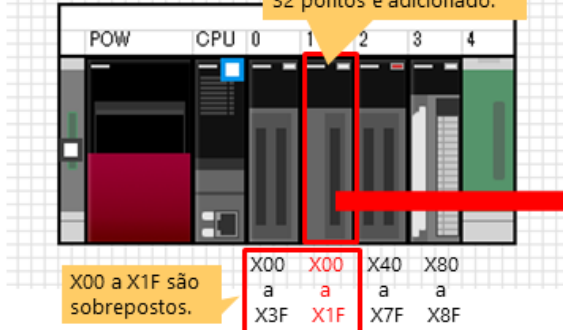 32 pontos é adicionado.
POW CPU 0 1 2 3 4
X00 X00 X40 X80
a a a a
X3F X1F X7F X8F
X00 a X1F são
sobrepostos.